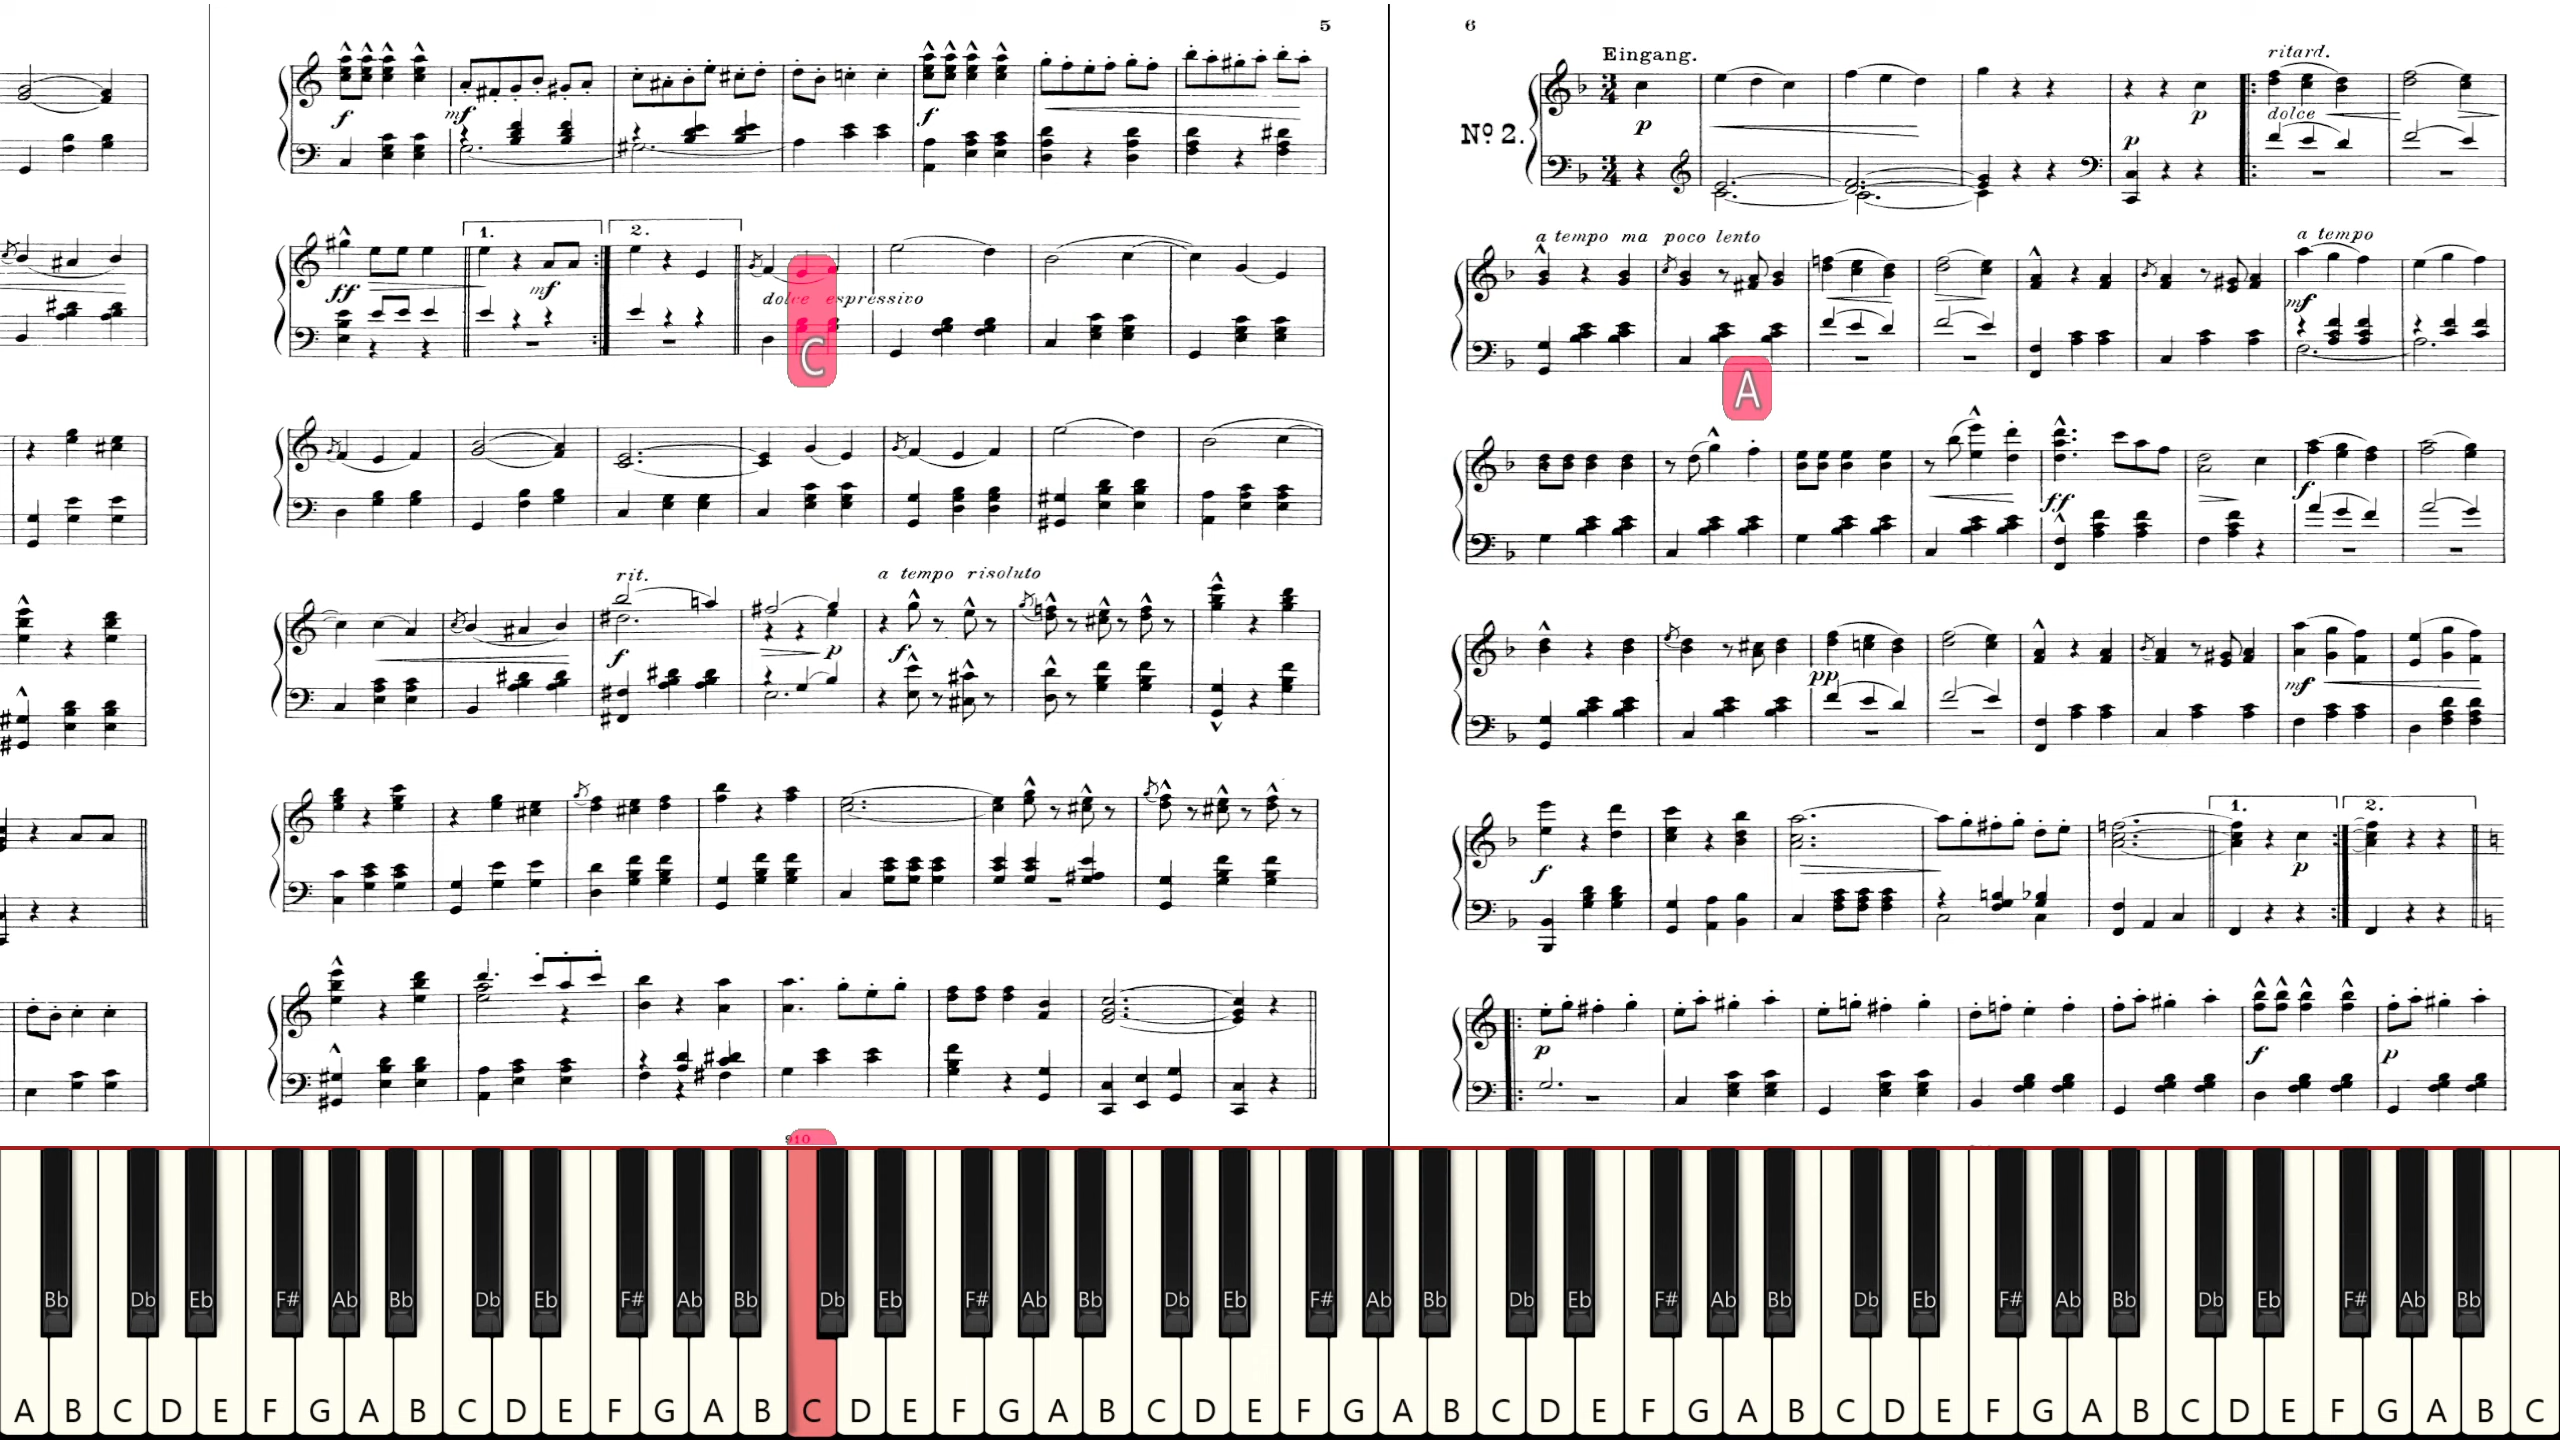 5
f
mf
f
1.
2.
ff
mf
dolce espressivo
C
rit.
a tempo risoluto
f
p
f
910
6
Eingang.
ritard.
Nº 2.
p
p
p
dolce
a tempo ma poco lento
a tempo
mf
A
ff
f
pp
mf
1.
2.
f
p
p
f
p
Bb Db Eb F# Ab Bb Db Eb F# Ab Bb Db Eb F# Ab Bb Db Eb F# Ab Bb Db Eb F# Ab Bb Db Eb F# Ab Bb Db Eb F# Ab Bb
A B C D E F G A B C D E F G A B C D E F G A B C D E F G A B C D E F G A B C D E F G A B C D E F G A B C